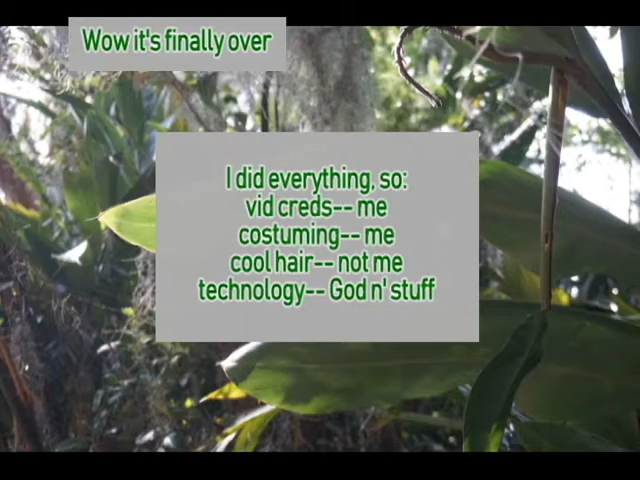 Wow it's finally over
I did everything, so:
vid creds-- me
costuming-- me
cool hair-- not me
technology-- God n' stuff